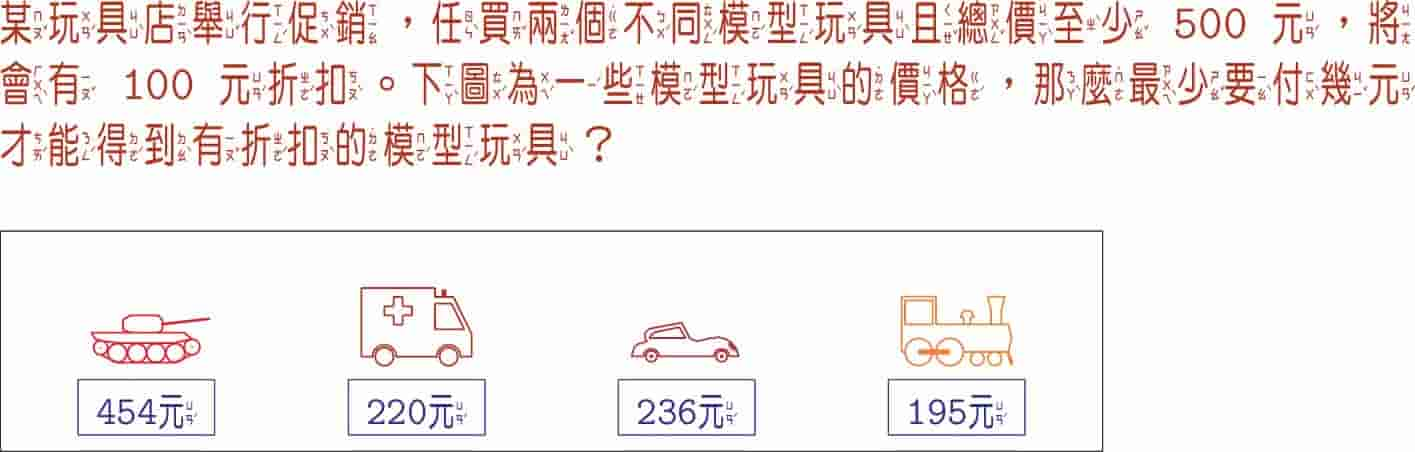 某玩具店舉行促銷，任買兩個不同模型玩具且總價至少 500 元，將
會有 100 元折扣。下圖為一些模型玩具的價格，那麼最少要付幾元
才能得到有折扣的模型玩具？
454元 220元 236元 195元